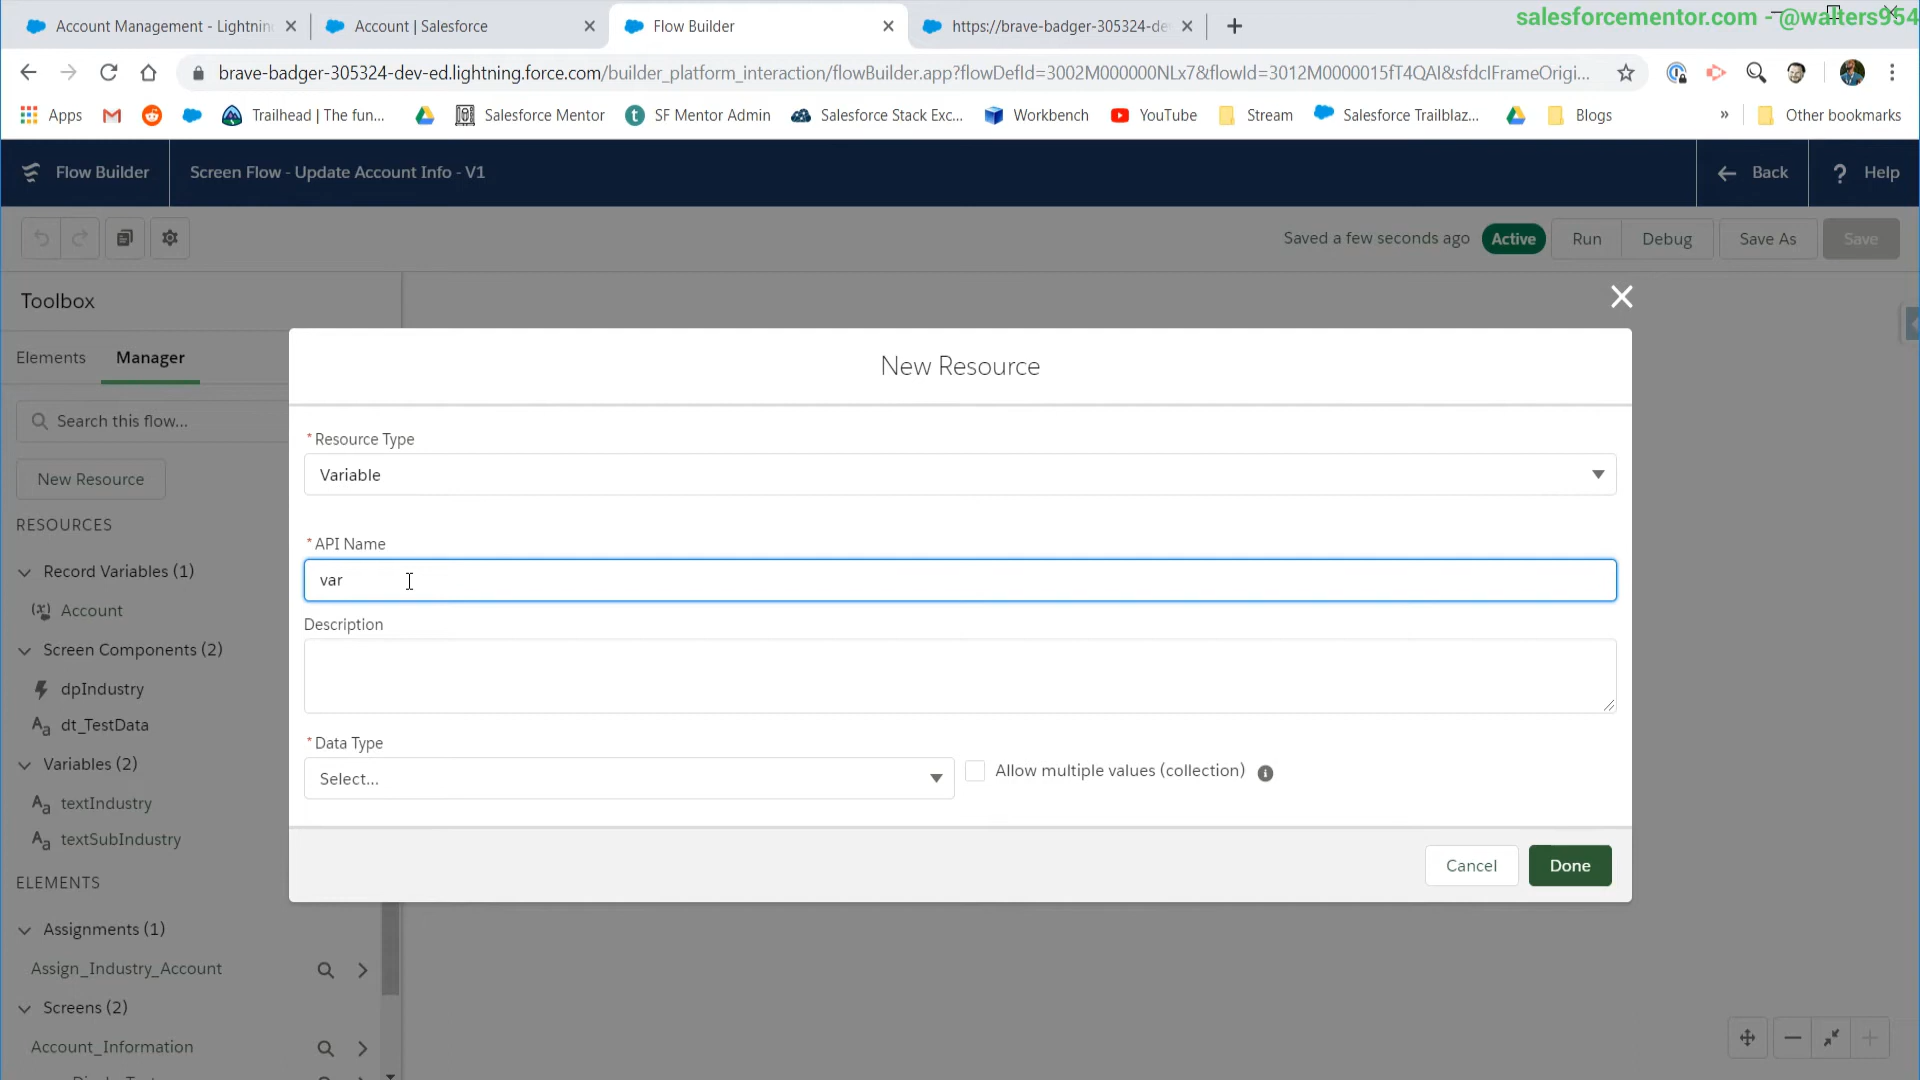 Account Management - Lightnin
Account | Salesforce
Flow Builder
https://brave-badger-305324-de
salesforcementor.com - @walters954
brave-badger-305324-dev-ed.lightning.force.com/builder_platform_interaction/flowBuilder.app?flowDefId=3002M000000NLx7&flowId=3012M0000015fT4QAI&sfdcIFrameOrigi...
Apps
Trailhead | The fun...
Salesforce Mentor
SF Mentor Admin
Salesforce Stack Exc...
Workbench
YouTube
Stream
Salesforce Trailblaz...
Blogs
»
Other bookmarks
Flow Builder
Screen Flow - Update Account Info - V1
Back
? Help
Saved a few seconds ago
Active
Run
Debug
Save As
Save
Toolbox
Elements
Manager
Search this flow...
New Resource
RESOURCES
Record Variables (1)
Account
Screen Components (2)
dpIndustry
Aa dt_TestData
Variables (2)
Aa textIndustry
Aa textSubIndustry
ELEMENTS
Assignments (1)
Assign_Industry_Account
Screens (2)
Account_Information
New Resource
* Resource Type
Variable
* API Name
var
Description
* Data Type
Select...
Allow multiple values (collection)
Cancel
Done